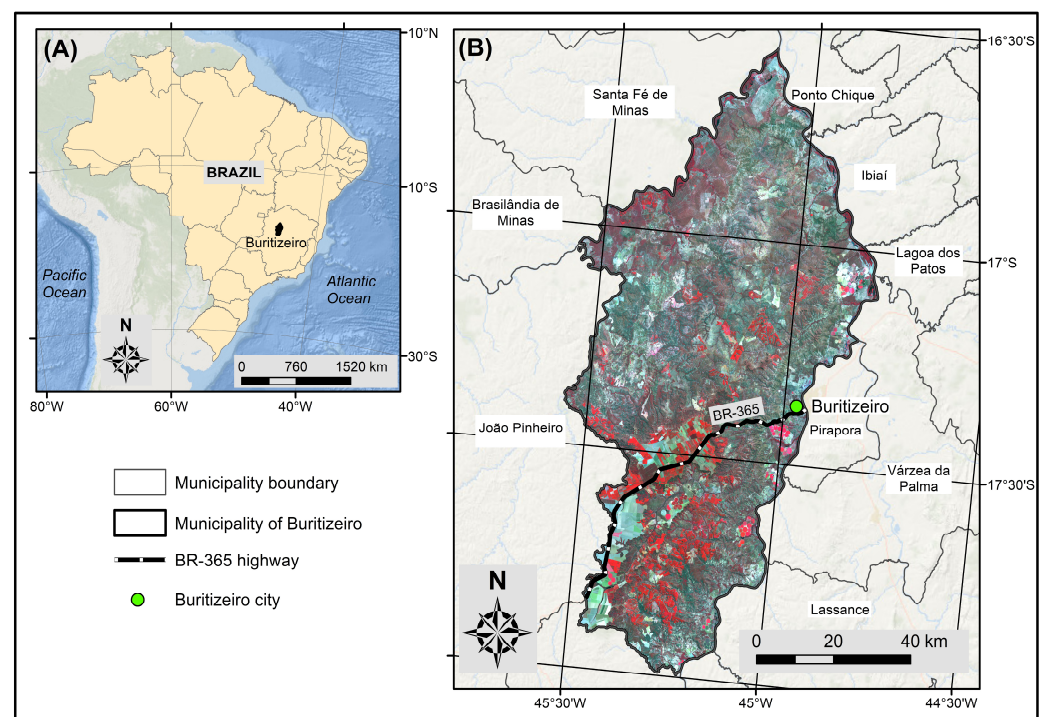 (A)
10°N
BRAZIL
10°S
Buritizeiro
Pacific
Ocean
Atlantic
Ocean
N
0 760 1520 km
30°S
80°W 60°W 40°W
Municipality boundary
Municipality of Buritizeiro
BR-365 highway
Buritizeiro city
(B)
16°30'S
Santa Fé de
Minas
Ponto Chique
Ibiaí
Brasilândia de
Minas
Lagoa dos
Patos
17°S
BR-365
Buritizeiro
João Pinheiro
Pirapora
Várzea da
Palma
17°30'S
N
Lassance
0 20 40 km
45°30'W 45°W 44°30'W